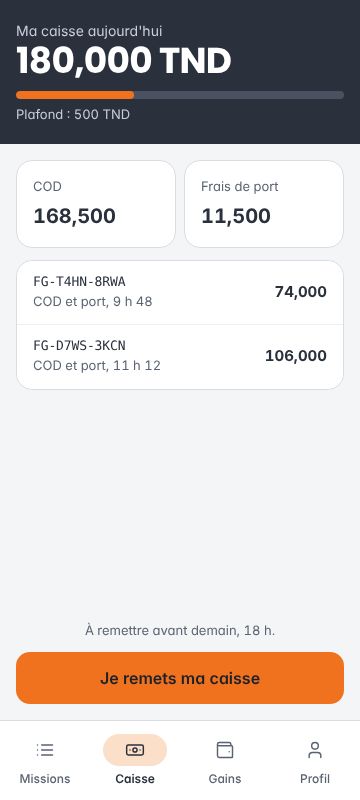 Ma caisse aujourd'hui
180,000 TND
Plafond : 500 TND
COD
168,500
Frais de port
11,500
FG-T4HN-8RWA
COD et port, 9 h 48
74,000
FG-D7WS-3KCN
COD et port, 11 h 12
106,000
À remettre avant demain, 18 h.
Je remets ma caisse
Missions
Caisse
Gains
Profil